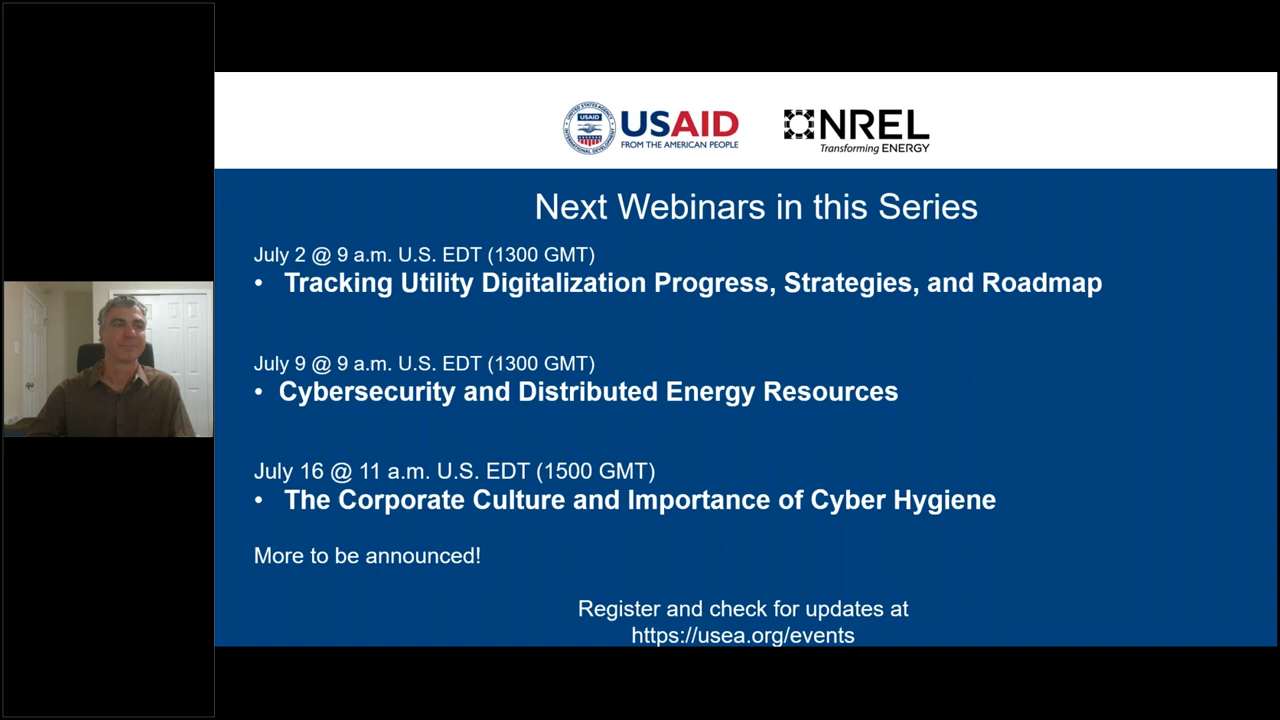 USAID
FROM THE AMERICAN PEOPLE
NREL
Transforming ENERGY
Next Webinars in this Series
July 2 @ 9 a.m. U.S. EDT (1300 GMT)
• Tracking Utility Digitalization Progress, Strategies, and Roadmap
July 9 @ 9 a.m. U.S. EDT (1300 GMT)
• Cybersecurity and Distributed Energy Resources
July 16 @ 11 a.m. U.S. EDT (1500 GMT)
• The Corporate Culture and Importance of Cyber Hygiene
More to be announced!
Register and check for updates at
https://usea.org/events